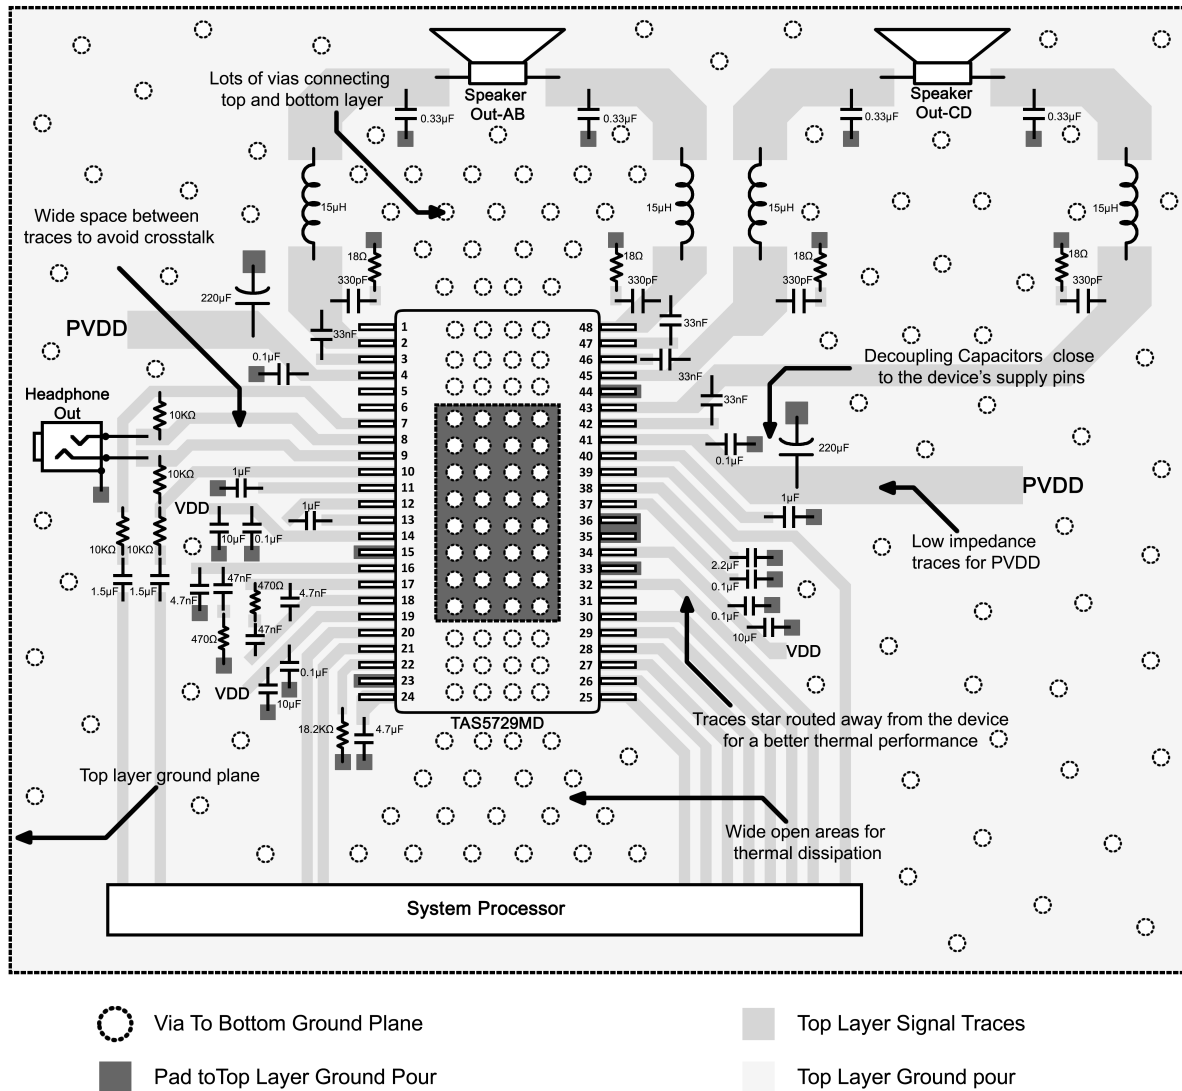 Lots of vias connecting
top and bottom layer
Speaker
Out-AB
Speaker
Out-CD
0.33µF
0.33µF
0.33µF
0.33µF
15µH
15µH
15µH
15µH
Wide space between
traces to avoid crosstalk
18Ω
18Ω
18Ω
18Ω
330pF
330pF
330pF
330pF
220µF
PVDD
33nF
33nF
33nF
33nF
0.1µF
1
2
3
4
5
6
7
8
9
10
11
12
13
14
15
16
17
18
19
20
21
22
23
24
48
47
46
45
44
43
42
41
40
39
38
37
36
35
34
33
32
31
30
29
28
27
26
25
TAS5729MD
Decoupling Capacitors close
to the device's supply pins
Headphone
Out
10KΩ
10KΩ
10KΩ
10KΩ
1.5µF
1.5µF
1µF
VDD
10µF
0.1µF
1µF
4.7nF
47nF
470Ω
4.7nF
470Ω
47nF
VDD
0.1µF
10µF
18.2KΩ
4.7µF
0.1µF
220µF
PVDD
1µF
Low impedance
traces for PVDD
2.2µF
0.1µF
0.1µF
10µF
VDD
Traces star routed away from the device
for a better thermal performance
Top layer ground plane
Wide open areas for
thermal dissipation
System Processor
Via To Bottom Ground Plane
Top Layer Signal Traces
Pad toTop Layer Ground Pour
Top Layer Ground pour